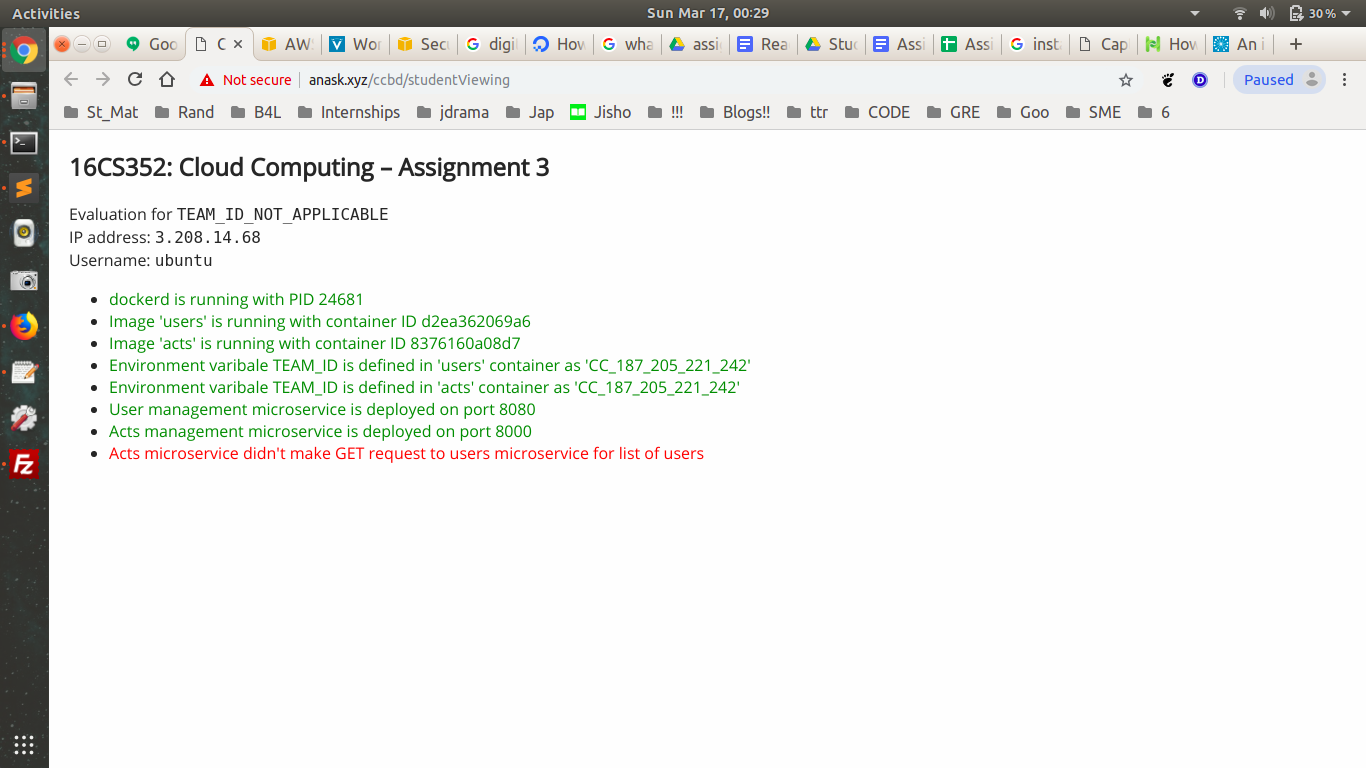 Activities
Sun Mar 17, 00:29
30 %
Goo
C
AWS
Wor
Secu
digi
How
wha
assi
Rea
Stud
Assi
Assi
inst
Cap
How
An i
Not secure
anask.xyz/ccbd/studentViewing
Paused
St_Mat
Rand
B4L
Internships
jdrama
Jap
Jisho
!!!
Blogs!!
ttr
CODE
GRE
Goo
SME
6
16CS352: Cloud Computing – Assignment 3
Evaluation for TEAM_ID_NOT_APPLICABLE
IP address: 3.208.14.68
Username: ubuntu
dockerd is running with PID 24681
Image 'users' is running with container ID d2ea362069a6
Image 'acts' is running with container ID 8376160a08d7
Environment varibale TEAM_ID is defined in 'users' container as 'CC_187_205_221_242'
Environment varibale TEAM_ID is defined in 'acts' container as 'CC_187_205_221_242'
User management microservice is deployed on port 8080
Acts management microservice is deployed on port 8000
Acts microservice didn't make GET request to users microservice for list of users